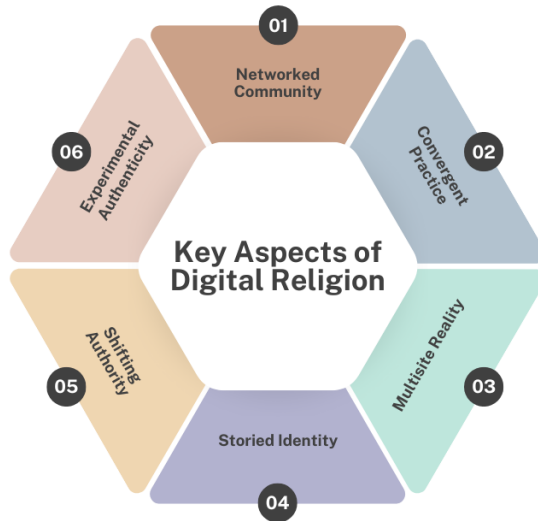 01
Networked
Community
02
Convergent
Practice
03
Multisite Reality
04
Storied Identity
05
Shifting
Authority
06
Experimental
Authenticity
Key Aspects of
Digital Religion